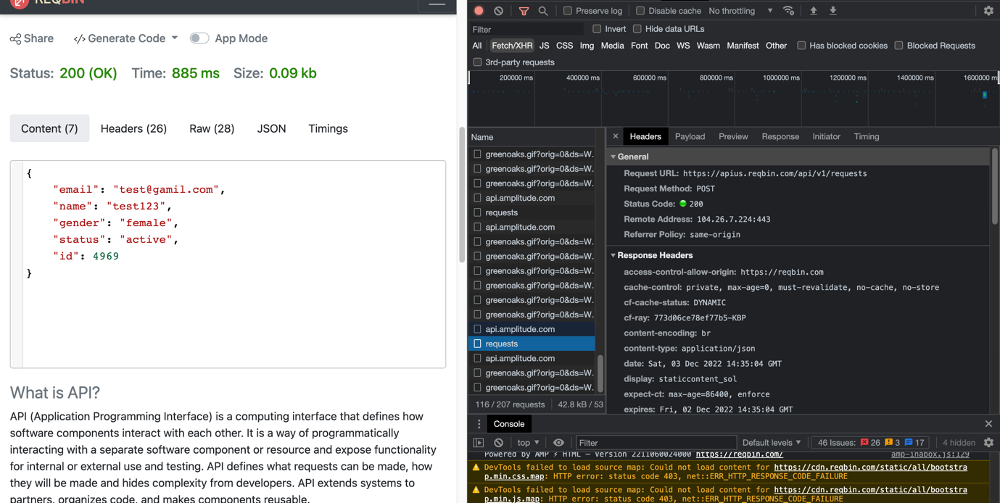 REQBIN
Share
</> Generate Code
App Mode
Status: 200 (OK) Time: 885 ms Size: 0.09 kb
Content (7) Headers (26) Raw (28) JSON Timings
{
"email": "test@gamil.com",
"name": "test123",
"gender": "female",
"status": "active",
"id": 4969
}
What is API?
API (Application Programming Interface) is a computing interface that defines how
software components interact with each other. It is a way of programmatically
interacting with a separate software component or resource and expose functionality
for internal or external use and testing. API defines what requests can be made, how
they will be made and hides complexity from developers. API extends systems to
partners, organizes code, and makes components reusable.
Preserve log Disable cache No throttling
Filter Invert Hide data URLs
All Fetch/XHR JS CSS Img Media Font Doc WS Wasm Manifest Other Has blocked cookies Blocked Requests
3rd-party requests
200000 ms 400000 ms 600000 ms 800000 ms 1000000 ms 1200000 ms 1400000 ms 1600000 m
Name
greenoaks.gif?orig=0&ds=W.
greenoaks.gif?orig=0&ds=W.
greenoaks.gif?orig=0&ds=W.
api.amplitude.com
requests
api.amplitude.com
greenoaks.gif?orig=0&ds=W.
greenoaks.gif?orig=0&ds=W.
greenoaks.gif?orig=0&ds=W.
greenoaks.gif?orig=0&ds=W.
greenoaks.gif?orig=0&ds=W.
greenoaks.gif?orig=0&ds=W.
api.amplitude.com
requests
api.amplitude.com
greenoaks.gif?orig=0&ds=W.
greenoaks.gif?orig=0&ds=W.
116 / 207 requests 42.8 kB / 53
Headers Payload Preview Response Initiator Timing
General
Request URL: https://apius.reqbin.com/api/v1/requests
Request Method: POST
Status Code: 200
Remote Address: 104.26.7.224:443
Referrer Policy: same-origin
Response Headers
access-control-allow-origin: https://reqbin.com
cache-control: private, max-age=0, must-revalidate, no-cache, no-store
cf-cache-status: DYNAMIC
cf-ray: 773d06ce78ef77b5-KBP
content-encoding: br
content-type: application/json
date: Sat, 03 Dec 2022 14:35:04 GMT
display: staticcontent_sol
expect-ct: max-age=86400, enforce
expires: Fri, 02 Dec 2022 14:35:04 GMT
Console
top Filter Default levels 46 Issues: 26 3 17 4 hidden
Powered by AMP ⚡ HTML – Version 2211060024000 https://reqbin.com/ amp-inabox.js:129
DevTools failed to load source map: Could not load content for https://cdn.reqbin.com/static/all/bootstra
p.min.css.map: HTTP error: status code 403, net::ERR_HTTP_RESPONSE_CODE_FAILURE
DevTools failed to load source map: Could not load content for https://cdn.reqbin.com/static/all/bootstra
p.min.js.map: HTTP error: status code 403, net::ERR_HTTP_RESPONSE_CODE_FAILURE